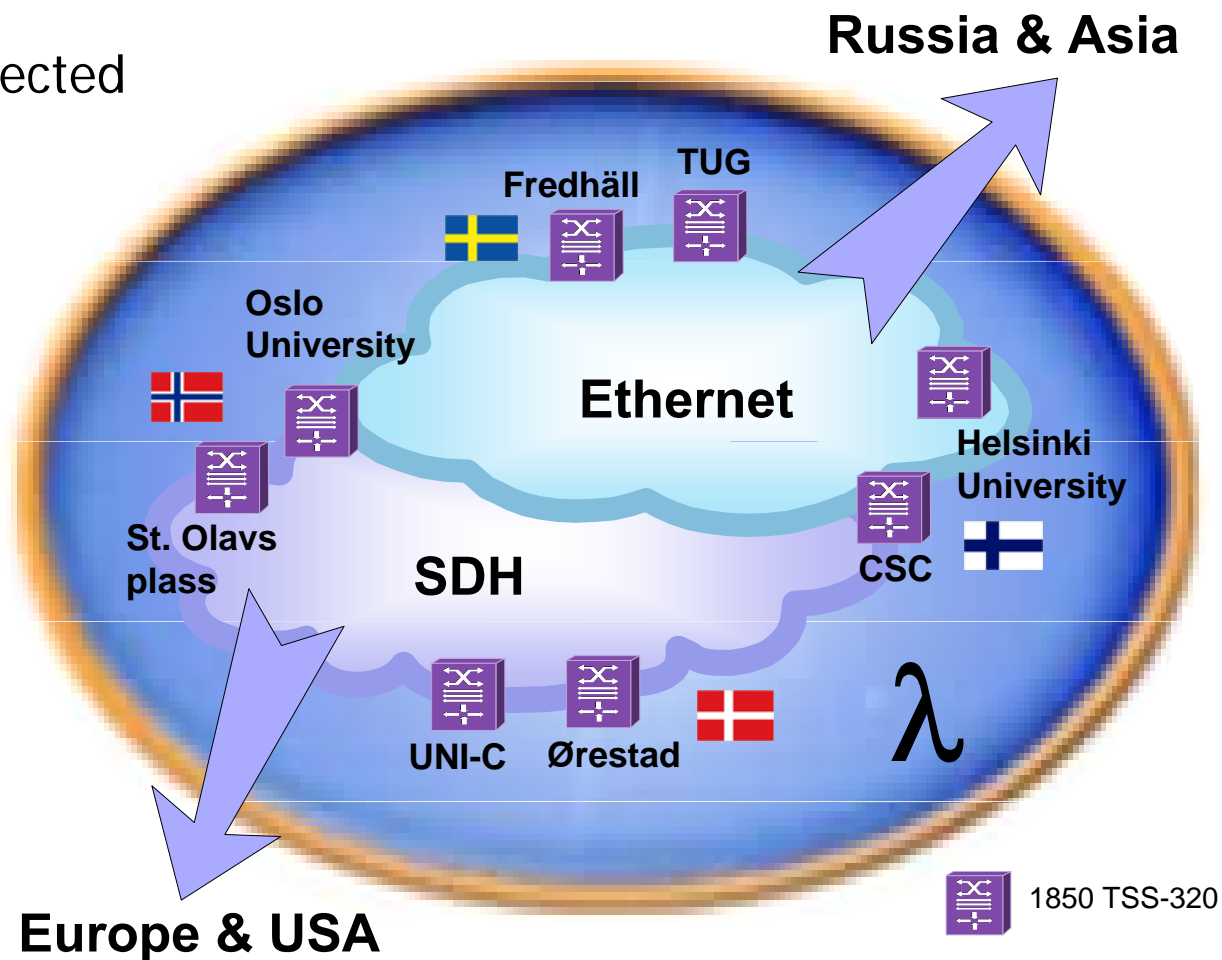 Russia & Asia
ected
TUG
Fredhäll
Oslo
University
Ethernet
Helsinki
University
St. Olavs
plass
SDH
CSC
λ
UNI-C
Ørestad
1850 TSS-320
Europe & USA